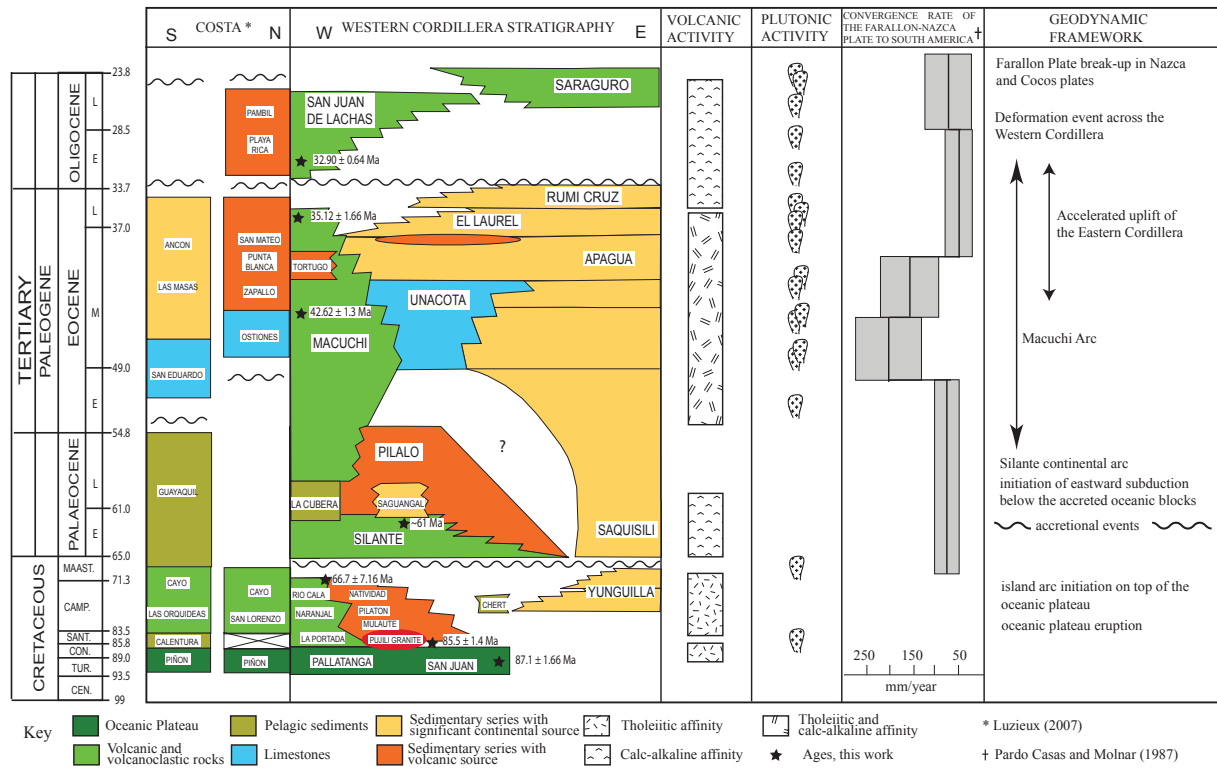 COSTA *
S
N
WESTERN CORDILLERA STRATIGRAPHY
W
E
VOLCANIC
ACTIVITY
PLUTONIC
ACTIVITY
CONVERGENCE RATE OF
THE FARALLON-NAZCA
PLATE TO SOUTH AMERICA †
GEODYNAMIC
FRAMEWORK
TERTIARY
PALEOGENE
OLIGOCENE
EOCENE
PALAEOCENE
CRETACEOUS
L
E
L
M
E
L
E
MAAST.
CAMP.
SANT.
CON.
TUR.
CEN.
23.8
28.5
33.7
37.0
49.0
54.8
61.0
65.0
71.3
83.5
85.8
89.0
93.5
99
ANCON
LAS MASAS
SAN EDUARDO
GUAYAQUIL
CAYO
LAS ORQUIDEAS
CALENTURA
PIÑON
PAMBIL
PLAYA
RICA
SAN MATEO
PUNTA
BLANCA
ZAPALLO
OSTIONES
CAYO
SAN LORENZO
PIÑON
SARAGURO
SAN JUAN
DE LACHAS
32.90 ± 0.64 Ma
RUMI CRUZ
35.12 ± 1.66 Ma
EL LAUREL
TORTUGO
APAGUA
UNACOTA
42.62 ± 1.3 Ma
MACUCHI
PILALO
?
LA CUBERA
SAGUANGAL
~61 Ma
SILANTE
SAQUISILI
66.7 ± 7.16 Ma
RIO CALA
NATIVIDAD
YUNGUILLA
CHERT
NARANJAL
PILATON
MULAUTE
LA PORTADA
PUJILI GRANITE
85.5 ± 1.4 Ma
PALLATANGA
SAN JUAN
87.1 ± 1.66 Ma
250
150
50
mm/year
Farallon Plate break-up in Nazca
and Cocos plates
Deformation event across the
Western Cordillera
Accelerated uplift of
the Eastern Cordillera
Macuchi Arc
Silante continental arc
initiation of eastward subduction
below the accreted oceanic blocks
accretional events
island arc initiation on top of the
oceanic plateau
oceanic plateau eruption
Key
Oceanic Plateau
Pelagic sediments
Sedimentary series with
significant continental source
Tholeiitic affinity
Tholeiitic and
calc-alkaline affinity
* Luzieux (2007)
Volcanic and
volcanoclastic rocks
Limestones
Sedimentary series with
volcanic source
Calc-alkaline affinity
Ages, this work
† Pardo Casas and Molnar (1987)